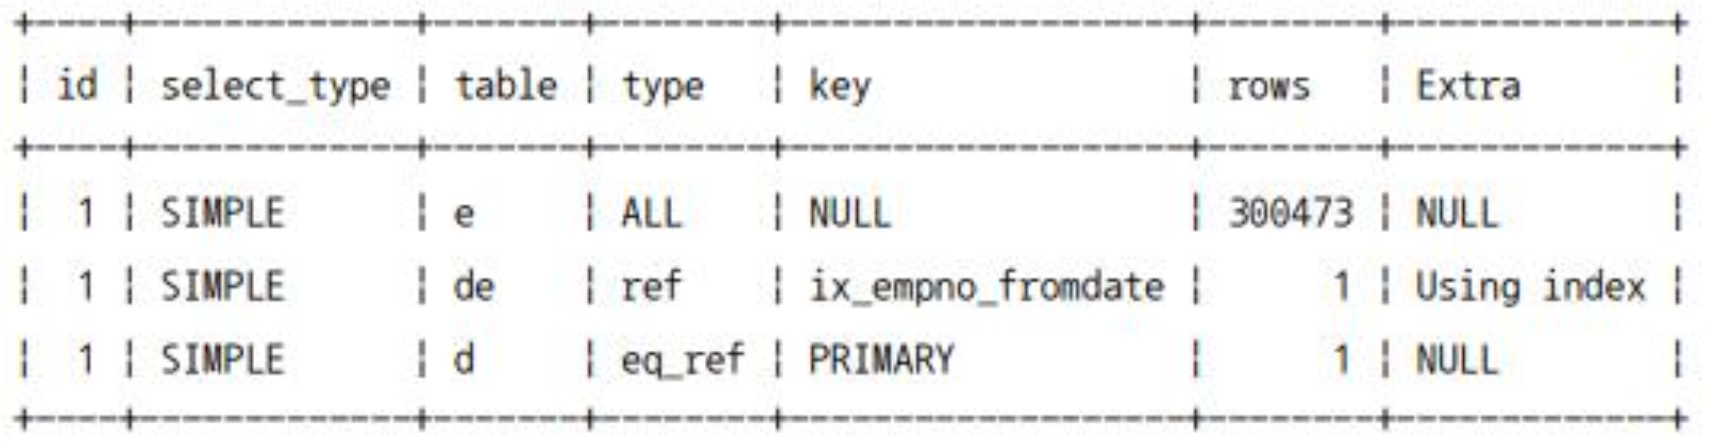 +----+-------------+-------+--------+-------------------+--------+-------------+
| id | select_type | table | type   | key               | rows   | Extra       |
+----+-------------+-------+--------+-------------------+--------+-------------+
|  1 | SIMPLE      | e     | ALL    | NULL              | 300473 | NULL        |
|  1 | SIMPLE      | de    | ref    | ix_empno_fromdate |      1 | Using index |
|  1 | SIMPLE      | d     | eq_ref | PRIMARY           |      1 | NULL        |
+----+-------------+-------+--------+-------------------+--------+-------------+